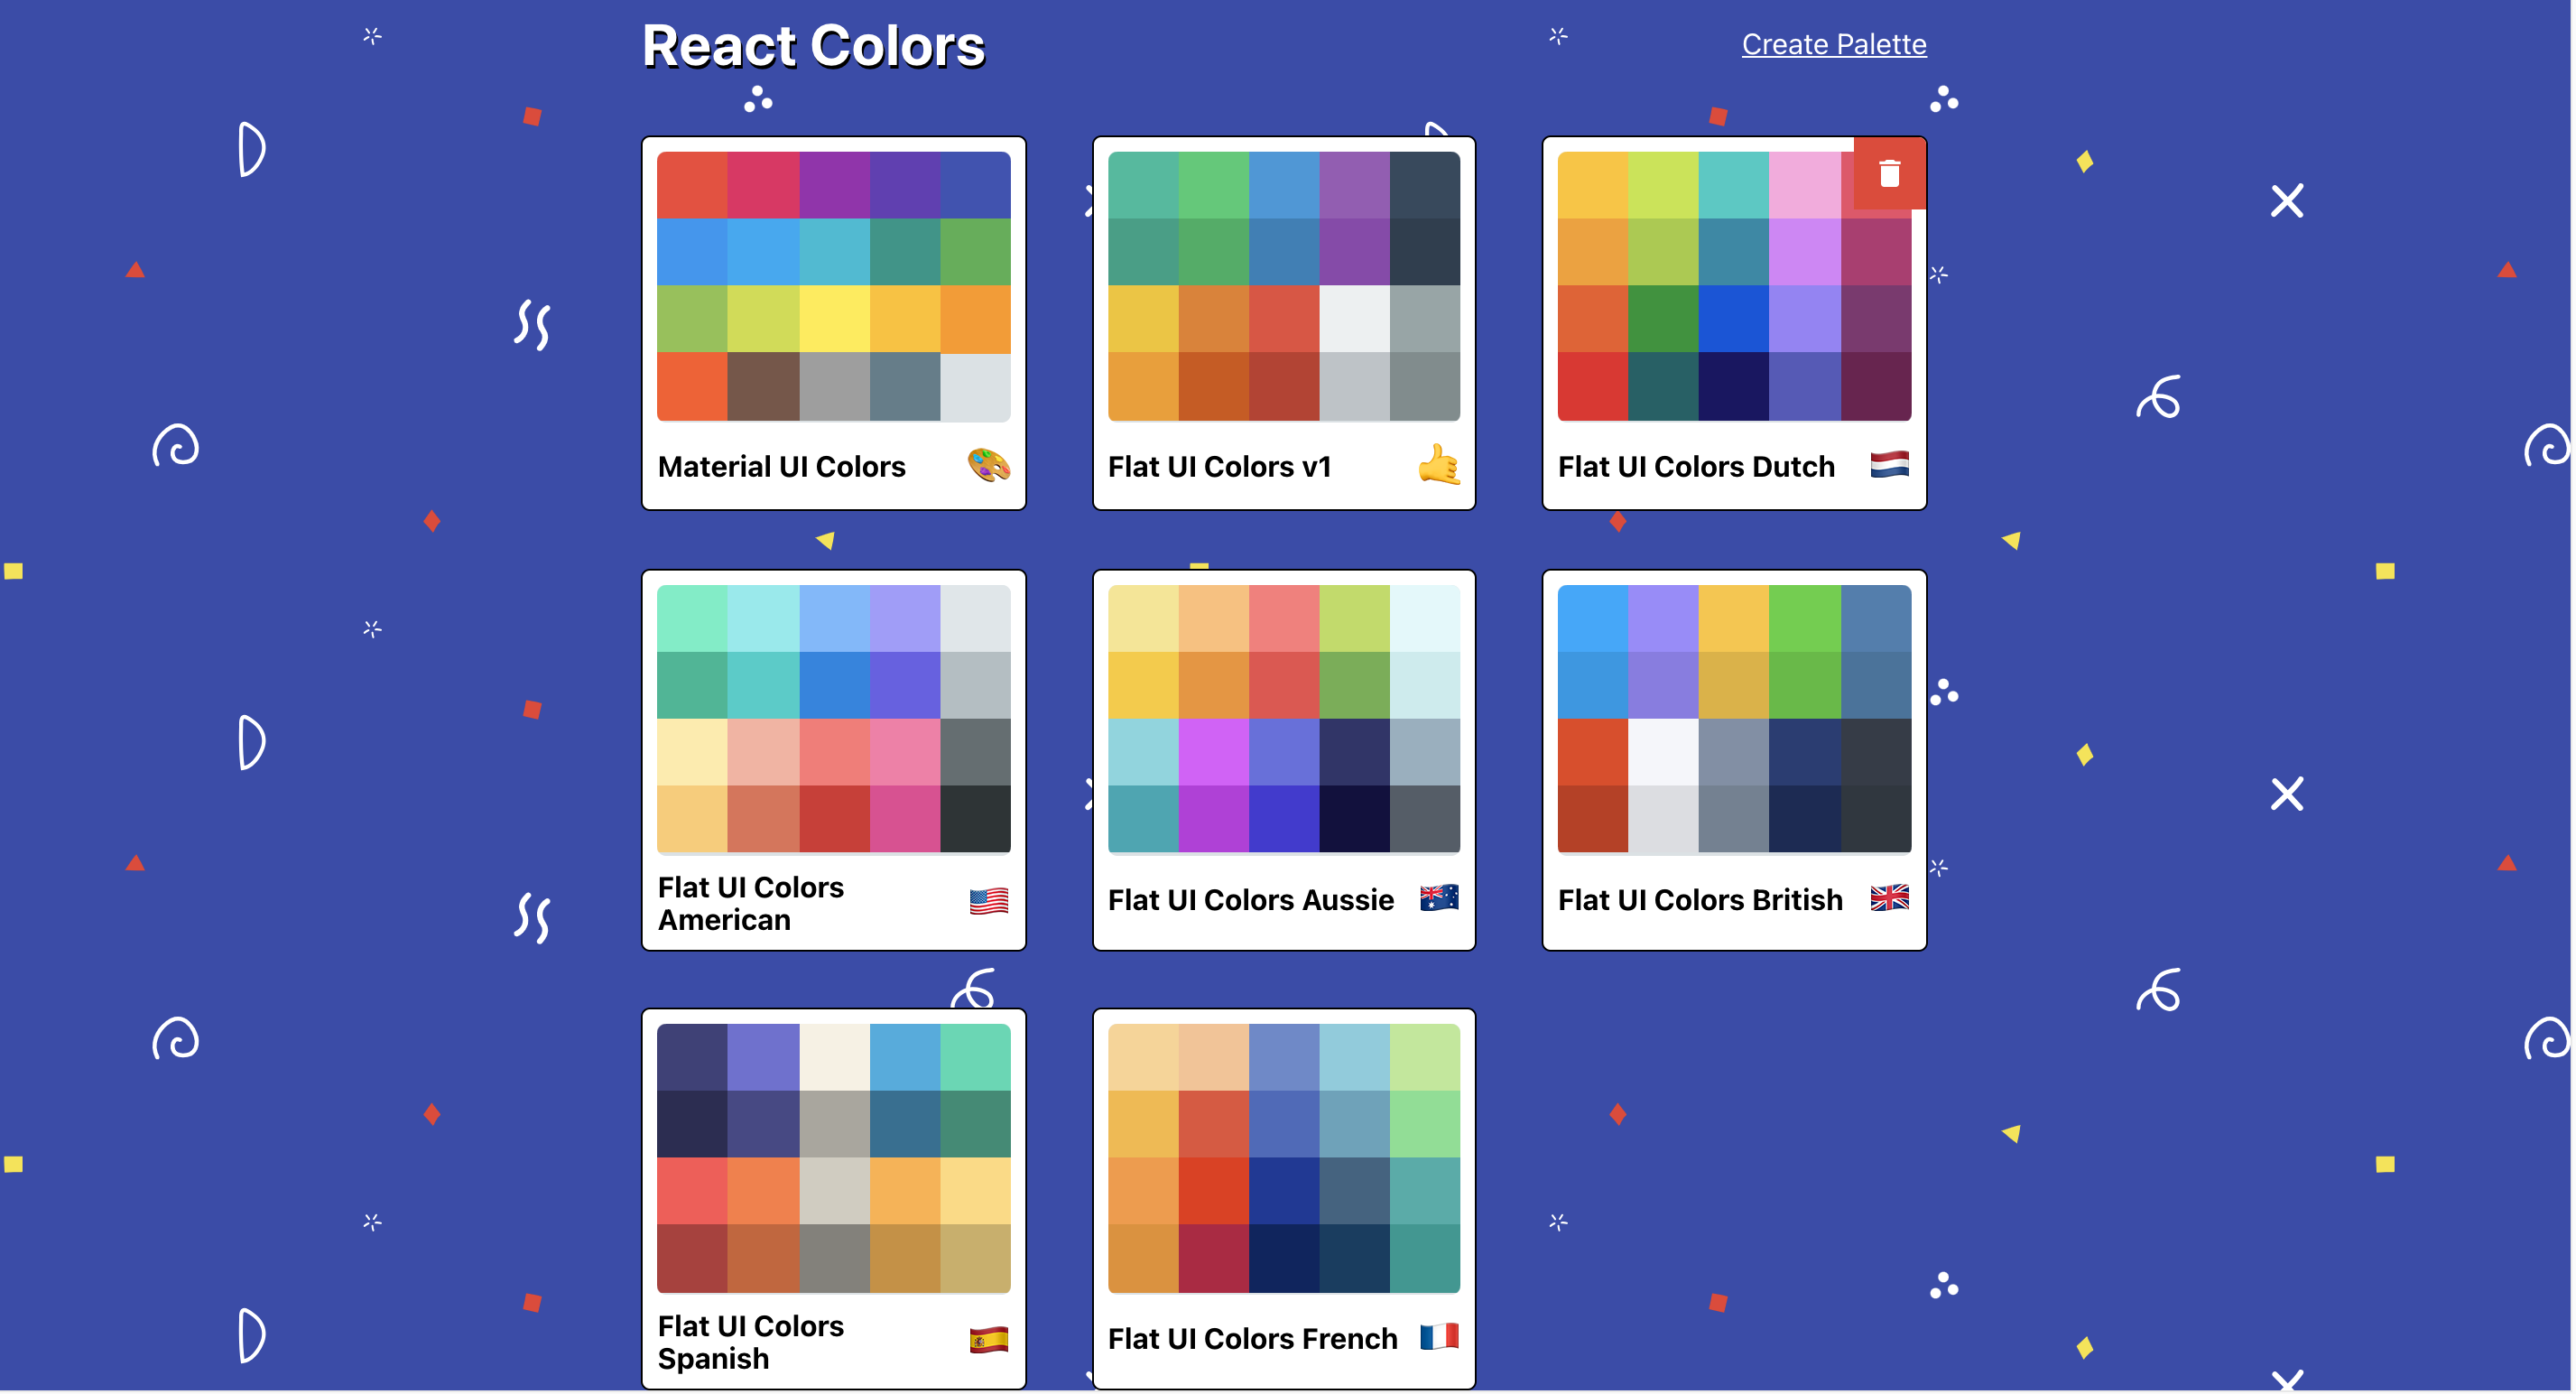 React Colors
Create Palette
Material UI Colors
Flat UI Colors v1
Flat UI Colors Dutch
Flat UI Colors
American
Flat UI Colors Aussie
Flat UI Colors British
Flat UI Colors
Spanish
Flat UI Colors French